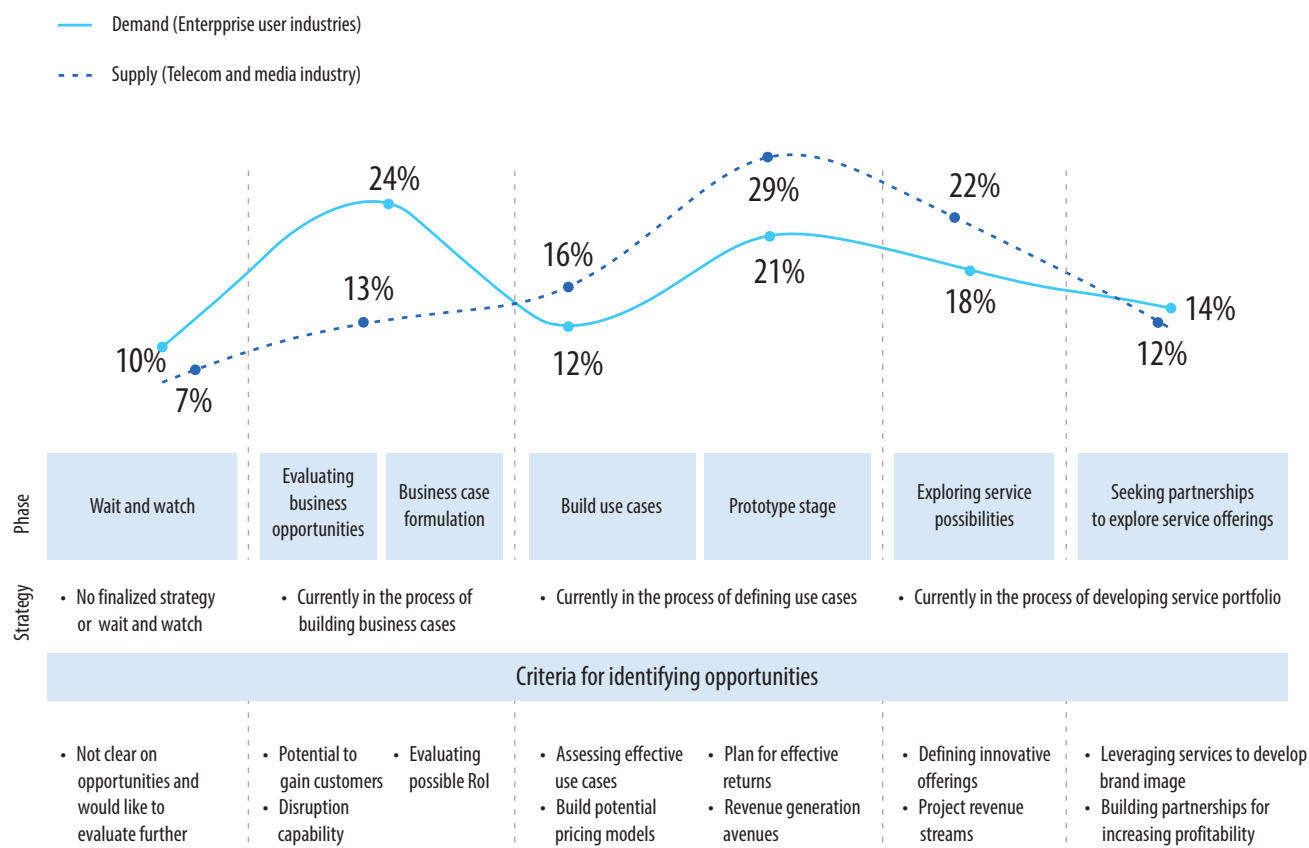 Demand (Enterpprise user industries)
Supply (Telecom and media industry)
24%
29%
22%
16%
13%
21%
18%
14%
10%
12%
12%
7%
Phase
Wait and watch
Evaluating
business
opportunities
Business case
formulation
Build use cases
Prototype stage
Exploring service
possibilities
Seeking partnerships
to explore service offerings
Strategy
• No finalized strategy
or wait and watch
• Currently in the process of
building business cases
• Currently in the process of defining use cases
• Currently in the process of developing service portfolio
Criteria for identifying opportunities
• Not clear on
opportunities and
would like to
evaluate further
• Potential to
gain customers
• Disruption
capability
• Evaluating
possible RoI
• Assessing effective
use cases
• Build potential
pricing models
• Plan for effective
returns
• Revenue generation
avenues
• Defining innovative
offerings
• Project revenue
streams
• Leveraging services to develop
brand image
• Building partnerships for
increasing profitability